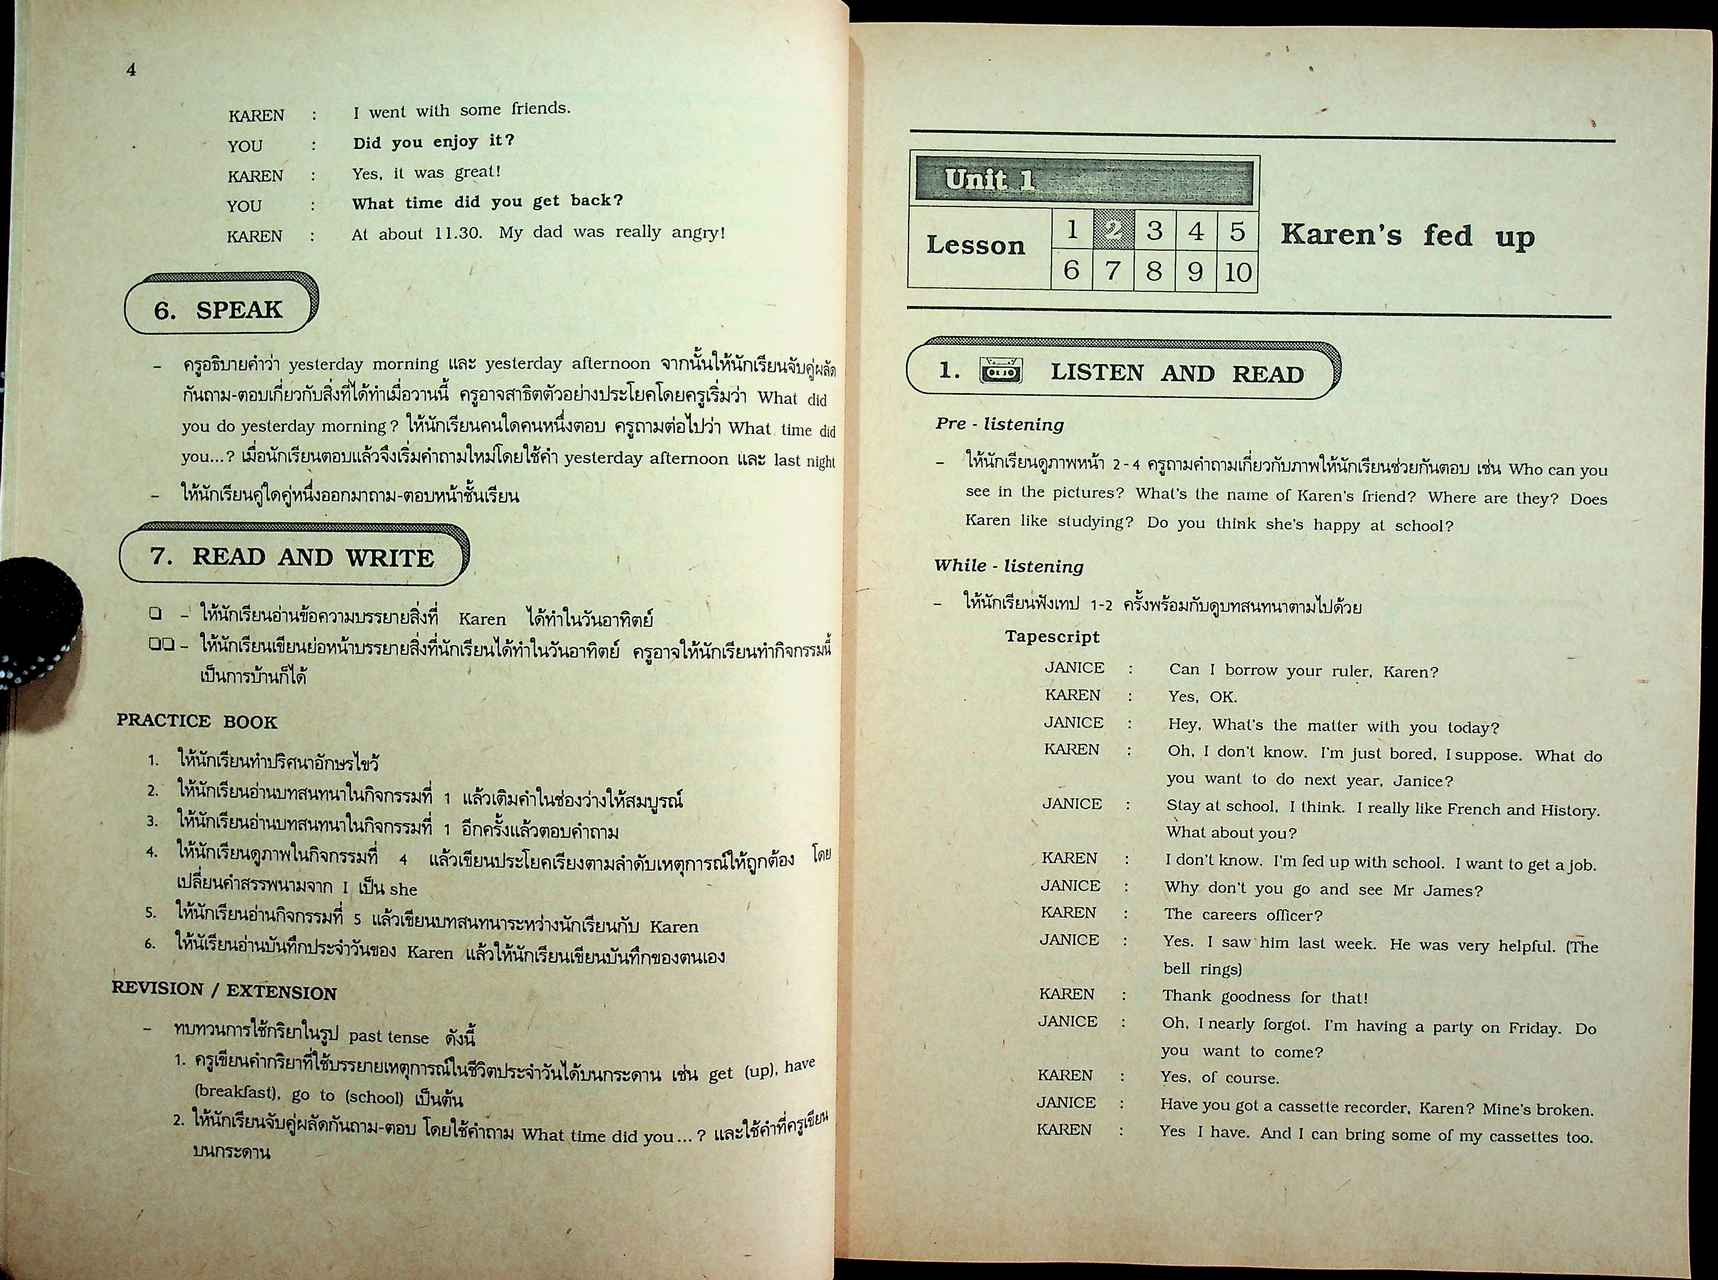 4
KAREN : I went with some friends.
YOU : Did you enjoy it?
KAREN : Yes, it was great!
YOU : What time did you get back?
KAREN : At about 11.30. My dad was really angry!
6. SPEAK
– ครูอธิบายคำว่า yesterday morning และ yesterday afternoon จากนั้นให้นักเรียนจับคู่ผลัด
กันถาม-ตอบเกี่ยวกับสิ่งที่ได้ทำเมื่อวานนี้ ครูอาจสาธิตตัวอย่างประโยคโดยครูเริ่มว่า What did
you do yesterday morning? ให้นักเรียนคนใดคนหนึ่งตอบ ครูถามต่อไปว่า What time did
you...? เมื่อนักเรียนตอบแล้วจึงเริ่มคำถามใหม่โดยใช้คำ yesterday afternoon และ last night
– ให้นักเรียนคู่ใดคู่หนึ่งออกมาถาม-ตอบหน้าชั้นเรียน
7. READ AND WRITE
❏ – ให้นักเรียนอ่านข้อความบรรยายสิ่งที่ Karen ได้ทำในวันอาทิตย์
❏❏ – ให้นักเรียนเขียนย่อหน้าบรรยายสิ่งที่นักเรียนได้ทำในวันอาทิตย์ ครูอาจให้นักเรียนทำกิจกรรมนี้
เป็นการบ้านก็ได้
PRACTICE BOOK
1. ให้นักเรียนทำปริศนาอักษรไขว้
2. ให้นักเรียนอ่านบทสนทนาในกิจกรรมที่ 1 แล้วเติมคำในช่องว่างให้สมบูรณ์
3. ให้นักเรียนอ่านบทสนทนาในกิจกรรมที่ 1 อีกครั้งแล้วตอบคำถาม
4. ให้นักเรียนดูภาพในกิจกรรมที่ 4 แล้วเขียนประโยคเรียงตามลำดับเหตุการณ์ให้ถูกต้อง โดย
เปลี่ยนคำสรรพนามจาก I เป็น she
5. ให้นักเรียนอ่านกิจกรรมที่ 5 แล้วเขียนบทสนทนาระหว่างนักเรียนกับ Karen
6. ให้นัเรียนอ่านบันทึกประจำวันของ Karen แล้วให้นักเรียนเขียนบันทึกของตนเอง
REVISION / EXTENSION
– ทบทวนการใช้กริยาในรูป past tense ดังนี้
1. ครูเขียนคำกริยาที่ใช้บรรยายเหตุการณ์ในชีวิตประจำวันได้บนกระดาน เช่น get (up), have
(breakfast), go to (school) เป็นต้น
2. ให้นักเรียนจับคู่ผลัดกันถาม-ตอบ โดยใช้คำถาม What time did you...? และใช้คำที่ครูเขียน
บนกระดาน
Unit 1
Lesson 1 2 3 4 5
6 7 8 9 10
Karen's fed up
1. LISTEN AND READ
Pre - listening
– ให้นักเรียนดูภาพหน้า 2-4 ครูถามคำถามเกี่ยวกับภาพให้นักเรียนช่วยกันตอบ เช่น Who can you
see in the pictures? What's the name of Karen's friend? Where are they? Does
Karen like studying? Do you think she's happy at school?
While - listening
– ให้นักเรียนฟังเทป 1-2 ครั้งพร้อมกับดูบทสนทนาตามไปด้วย
Tapescript
JANICE : Can I borrow your ruler, Karen?
KAREN : Yes, OK.
JANICE : Hey, What's the matter with you today?
KAREN : Oh, I don't know. I'm just bored, I suppose. What do
you want to do next year, Janice?
JANICE : Stay at school, I think. I really like French and History.
What about you?
KAREN : I don't know. I'm fed up with school. I want to get a job.
JANICE : Why don't you go and see Mr James?
KAREN : The careers officer?
JANICE : Yes. I saw him last week. He was very helpful. (The
bell rings)
KAREN : Thank goodness for that!
JANICE : Oh, I nearly forgot. I'm having a party on Friday. Do
you want to come?
KAREN : Yes, of course.
JANICE : Have you got a cassette recorder, Karen? Mine's broken.
KAREN : Yes I have. And I can bring some of my cassettes too.